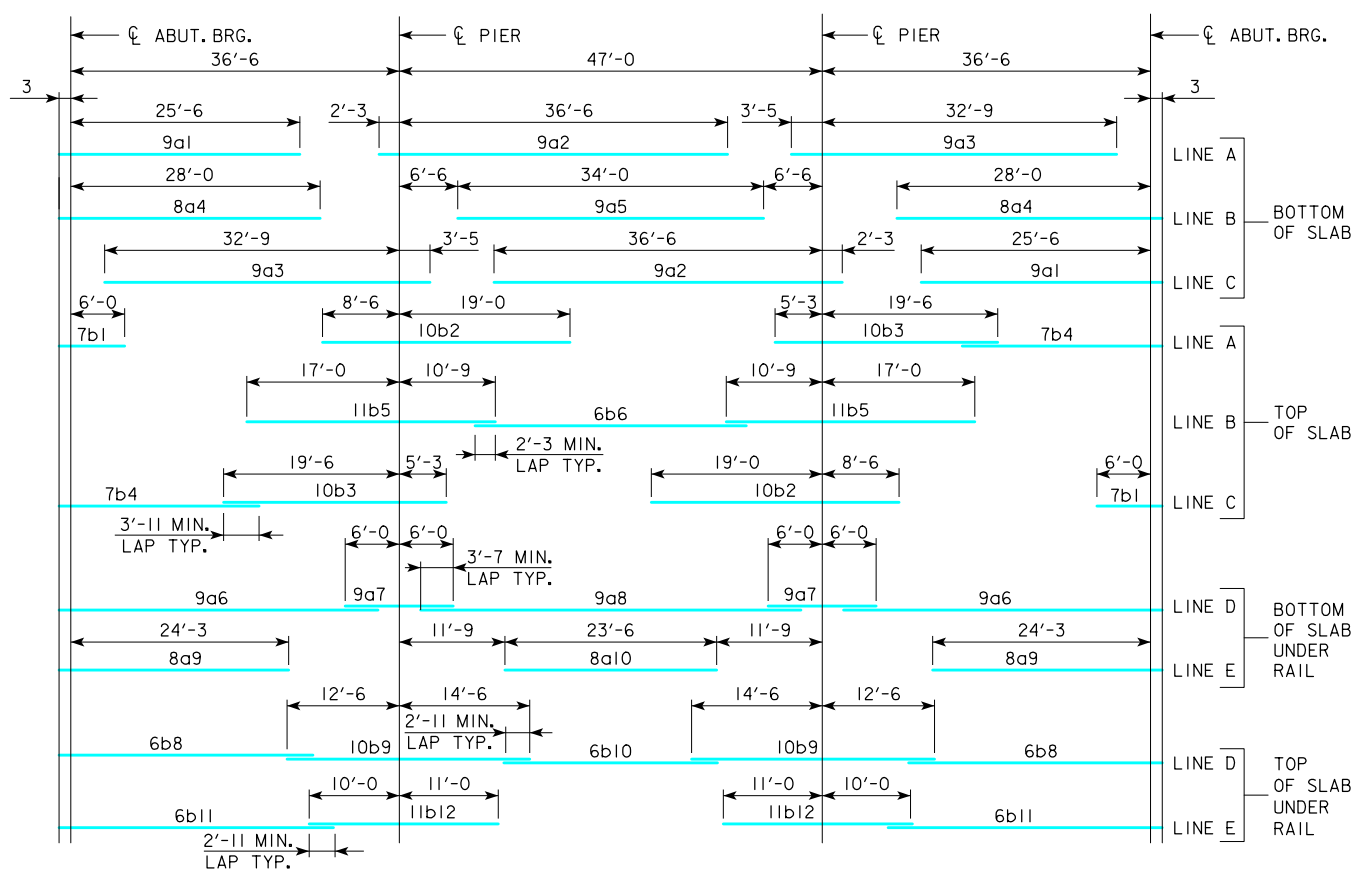 ℄ ABUT. BRG. ℄ PIER ℄ PIER ℄ ABUT. BRG.
36'-6 47'-0 36'-6
3 3
25'-6 2'-3 36'-6 3'-5 32'-9
9a1 9a2 9a3 LINE A
28'-0 6'-6 34'-0 6'-6 28'-0
8a4 9a5 8a4 LINE B
BOTTOM
OF SLAB
32'-9 3'-5 36'-6 2'-3 25'-6
9a3 9a2 9a1 LINE C
6'-0 8'-6 19'-0 5'-3 19'-6
7b1 10b2 10b3 7b4 LINE A
17'-0 10'-9 10'-9 17'-0
11b5 6b6 11b5 LINE B
TOP
OF SLAB
2'-3 MIN.
LAP TYP.
19'-6 5'-3 19'-0 8'-6 6'-0
7b4 10b3 10b2 7b1 LINE C
3'-11 MIN.
LAP TYP.
6'-0 6'-0 6'-0 6'-0
3'-7 MIN.
LAP TYP.
9a6 9a7 9a8 9a7 9a6 LINE D
BOTTOM
OF SLAB
UNDER
RAIL
24'-3 11'-9 23'-6 11'-9 24'-3
8a9 8a10 8a9 LINE E
12'-6 14'-6 14'-6 12'-6
2'-11 MIN.
LAP TYP.
6b8 10b9 6b10 10b9 6b8 LINE D
TOP
OF SLAB
UNDER
RAIL
10'-0 11'-0 11'-0 10'-0
6b11 11b12 11b12 6b11 LINE E
2'-11 MIN.
LAP TYP.